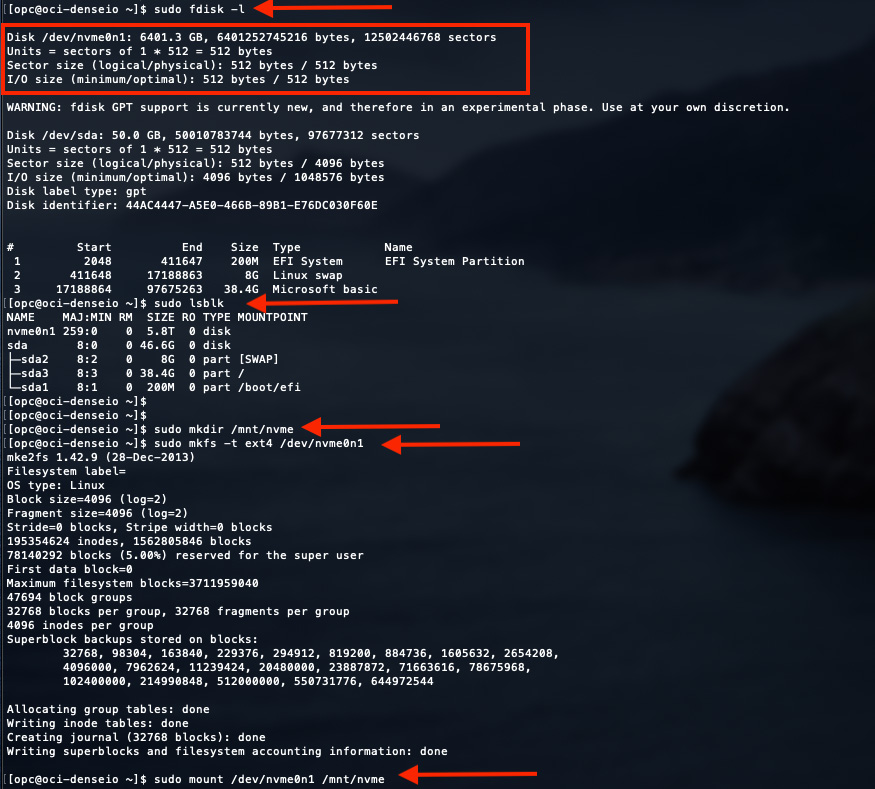 [opc@oci-denseio ~]$ sudo fdisk -l
Disk /dev/nvme0n1: 6401.3 GB, 6401252745216 bytes, 12502446768 sectors
Units = sectors of 1 * 512 = 512 bytes
Sector size (logical/physical): 512 bytes / 512 bytes
I/O size (minimum/optimal): 512 bytes / 512 bytes
WARNING: fdisk GPT support is currently new, and therefore in an experimental phase. Use at your own discretion.
Disk /dev/sda: 50.0 GB, 50010783744 bytes, 97677312 sectors
Units = sectors of 1 * 512 = 512 bytes
Sector size (logical/physical): 512 bytes / 4096 bytes
I/O size (minimum/optimal): 4096 bytes / 1048576 bytes
Disk label type: gpt
Disk identifier: 44AC4447-A5E0-466B-89B1-E76DC030F60E
#         Start          End    Size  Type            Name
 1         2048       411647    200M  EFI System      EFI System Partition
 2       411648     17188863      8G  Linux swap
 3     17188864     97675263   38.4G  Microsoft basic
[opc@oci-denseio ~]$ sudo lsblk
NAME    MAJ:MIN RM  SIZE RO TYPE MOUNTPOINT
nvme0n1 259:0    0  5.8T  0 disk
sda       8:0    0 46.6G  0 disk
├─sda2    8:2    0    8G  0 part [SWAP]
├─sda3    8:3    0 38.4G  0 part /
└─sda1    8:1    0  200M  0 part /boot/efi
[opc@oci-denseio ~]$
[opc@oci-denseio ~]$
[opc@oci-denseio ~]$ sudo mkdir /mnt/nvme
[opc@oci-denseio ~]$ sudo mkfs -t ext4 /dev/nvme0n1
mke2fs 1.42.9 (28-Dec-2013)
Filesystem label=
OS type: Linux
Block size=4096 (log=2)
Fragment size=4096 (log=2)
Stride=0 blocks, Stripe width=0 blocks
195354624 inodes, 1562805846 blocks
78140292 blocks (5.00%) reserved for the super user
First data block=0
Maximum filesystem blocks=3711959040
47694 block groups
32768 blocks per group, 32768 fragments per group
4096 inodes per group
Superblock backups stored on blocks:
        32768, 98304, 163840, 229376, 294912, 819200, 884736, 1605632, 2654208,
        4096000, 7962624, 11239424, 20480000, 23887872, 71663616, 78675968,
        102400000, 214990848, 512000000, 550731776, 644972544
Allocating group tables: done
Writing inode tables: done
Creating journal (32768 blocks): done
Writing superblocks and filesystem accounting information: done
[opc@oci-denseio ~]$ sudo mount /dev/nvme0n1 /mnt/nvme